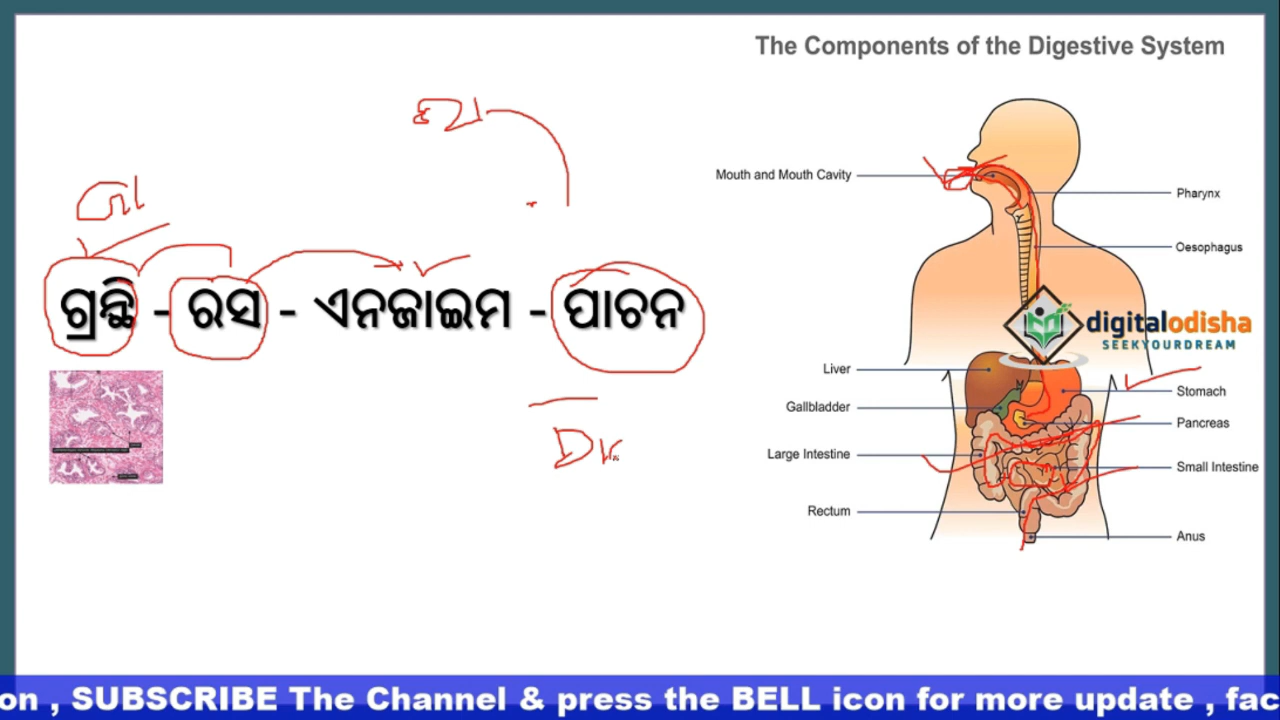 The Components of the Digestive System
Mouth and Mouth Cavity
Pharynx
Oesophagus
ଗ୍ରନ୍ଥି - ରସ - ଏନଜାଇମ - ପାଚନ
digitalodisha
SEEKYOURDREAM
Liver
Stomach
Gallbladder
Pancreas
Large Intestine
Small Intestine
Rectum
Anus
on , SUBSCRIBE The Channel & press the BELL icon for more update , fac